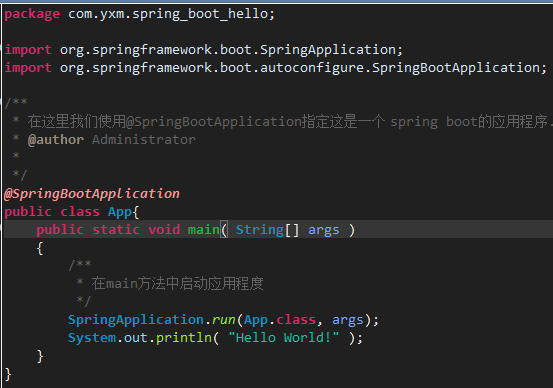 package com.yxm.spring_boot_hello;
import org.springframework.boot.SpringApplication;
import org.springframework.boot.autoconfigure.SpringBootApplication;
/**
 * 在这里我们使用@SpringBootApplication指定这是一个 spring boot的应用程序.
 * @author Administrator
 *
 */
@SpringBootApplication
public class App{
    public static void main( String[] args )
    {
        /**
         * 在main方法中启动应用程度
         */
        SpringApplication.run(App.class, args);
        System.out.println( "Hello World!" );
    }
}